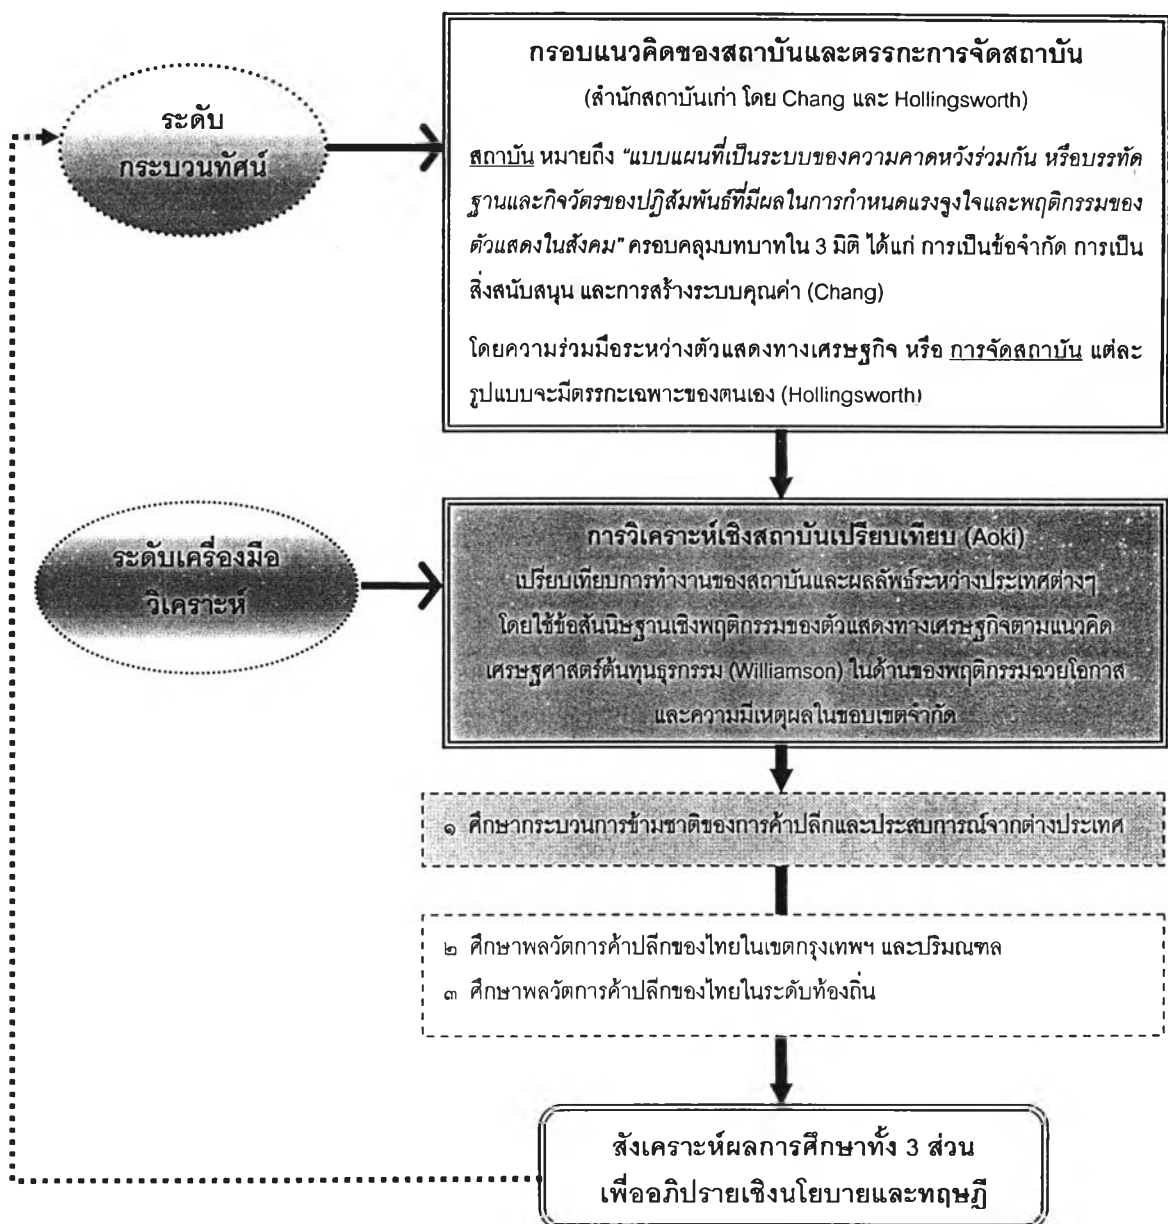 ระดับ
กระบวนทัศน์
กรอบแนวคิดของสถาบันและตรรกะการจัดสถาบัน
(สำนักสถาบันเก่า โดย Chang และ Hollingsworth)
สถาบัน หมายถึง "แบบแผนที่เป็นระบบของความคาดหวังร่วมกัน หรือบรรทัด
ฐานและกิจวัตรของปฏิสัมพันธ์ที่มีผลในการกำหนดแรงจูงใจและพฤติกรรมของ
ตัวแสดงในสังคม" ครอบคลุมบทบาทใน 3 มิติ ได้แก่ การเป็นข้อจำกัด การเป็น
สิ่งสนับสนุน และการสร้างระบบคุณค่า (Chang)
โดยความร่วมมือระหว่างตัวแสดงทางเศรษฐกิจ หรือ การจัดสถาบัน แต่ละ
รูปแบบจะมีตรรกะเฉพาะของตนเอง (Hollingsworth)
ระดับเครื่องมือ
วิเคราะห์
การวิเคราะห์เชิงสถาบันเปรียบเทียบ (Aoki)
เปรียบเทียบการทำงานของสถาบันและผลลัพธ์ระหว่างประเทศต่างๆ
โดยใช้ข้อสันนิษฐานเชิงพฤติกรรมของตัวแสดงทางเศรษฐกิจตามแนวคิด
เศรษฐศาสตร์ต้นทุนธุรกรรม (Williamson) ในด้านของพฤติกรรมฉวยโอกาส
และความมีเหตุผลในขอบเขตจำกัด
๑ ศึกษากระบวนการข้ามชาติของการค้าปลีกและประสบการณ์จากต่างประเทศ
๒ ศึกษาพลวัตการค้าปลีกของไทยในเขตกรุงเทพฯ และปริมณฑล
๓ ศึกษาพลวัตการค้าปลีกของไทยในระดับท้องถิ่น
สังเคราะห์ผลการศึกษาทั้ง 3 ส่วน
เพื่ออภิปรายเชิงนโยบายและทฤษฎี